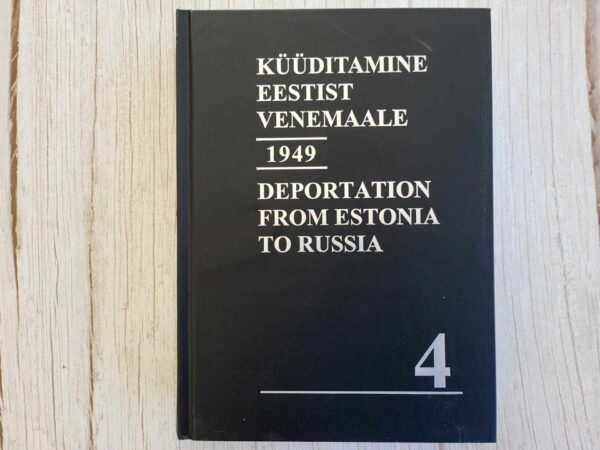 KÜÜDITAMINE
EESTIST
VENEMAALE
1949
DEPORTATION
FROM ESTONIA
TO RUSSIA
4